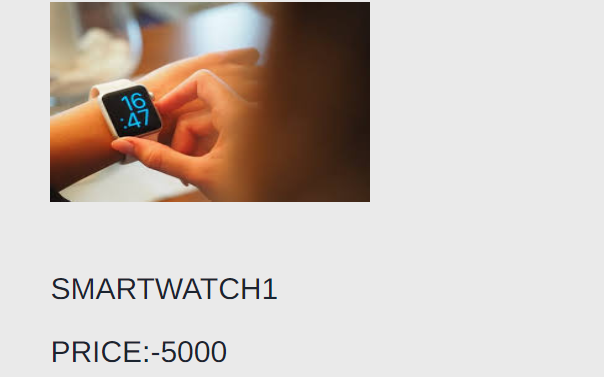 16
:47
SMARTWATCH1
PRICE:-5000